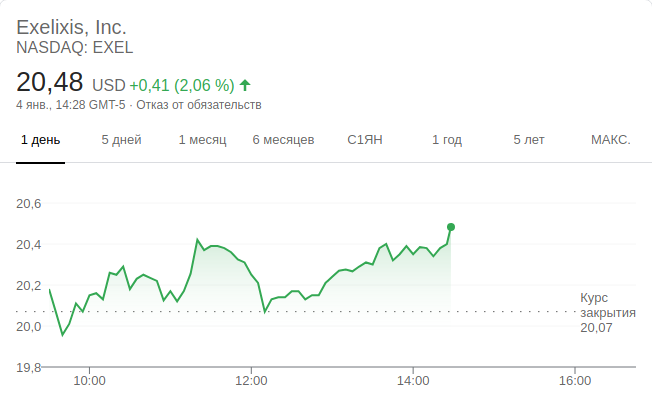 Exelixis, Inc.
NASDAQ: EXEL
20,48 USD +0,41 (2,06 %)
4 янв., 14:28 GMT-5 · Отказ от обязательств
1 день 5 дней 1 месяц 6 месяцев С1ЯН 1 год 5 лет МАКС.
20,6
20,4
20,2
20,0
19,8
Курс
закрытия
20,07
10:00 12:00 14:00 16:00